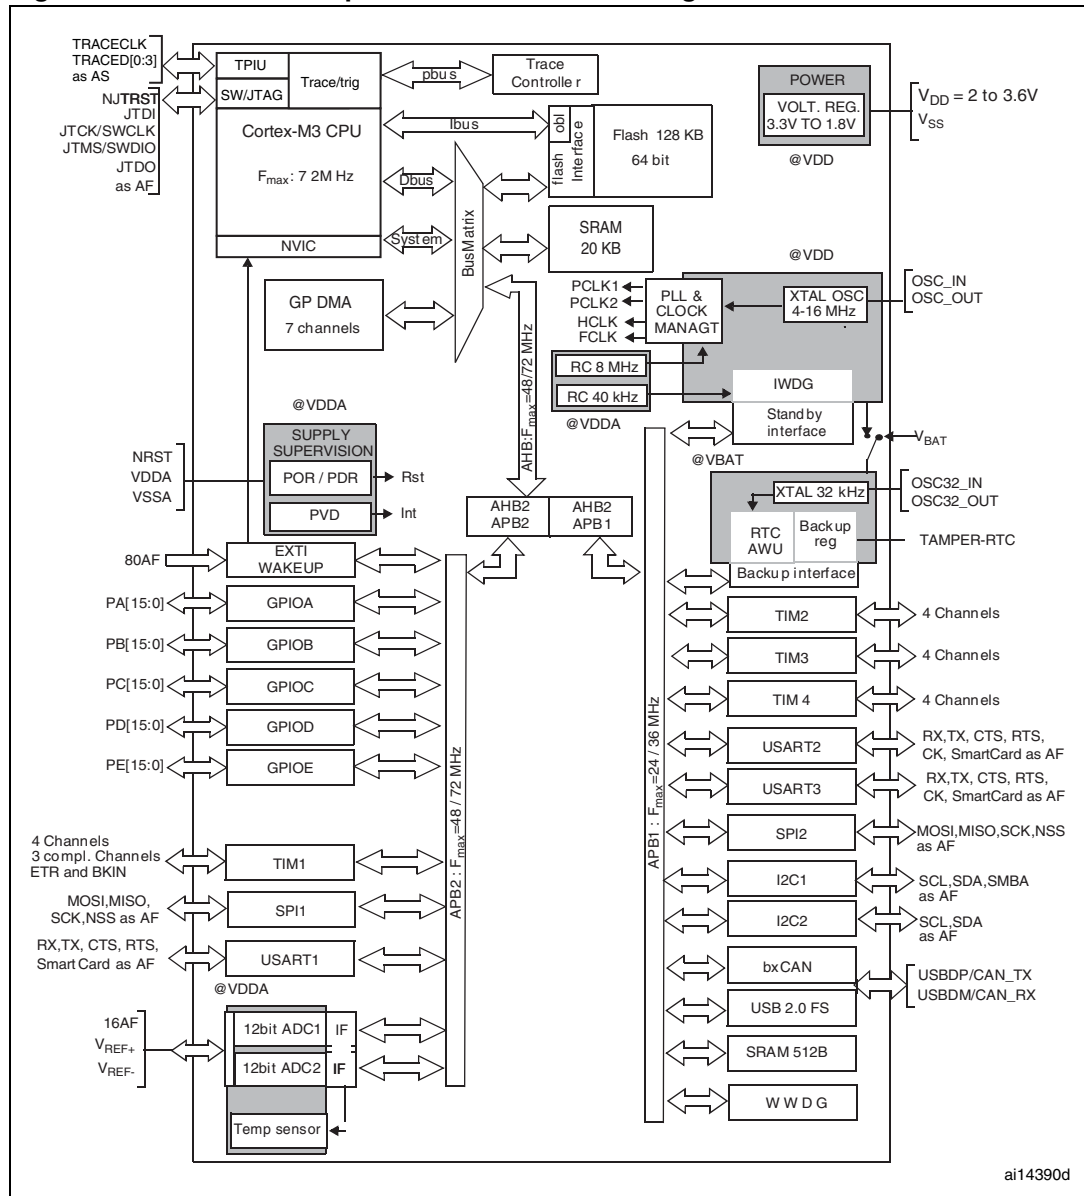 TRACECLK
TRACED[0:3]
as AS
NJTRST
JTDI
JTCK/SWCLK
JTMS/SWDIO
JTDO
as AF
TPIU
SW/JTAG
Trace/trig
Cortex-M3 CPU
Fmax: 7 2M Hz
NVIC
pbus
Trace
Controller
Ibus
Dbus
System
BusMatrix
obl
flash
Interface
Flash 128 KB
64 bit
SRAM
20 KB
POWER
VOLT. REG.
3.3V TO 1.8V
@VDD
VDD = 2 to 3.6V
VSS
GP DMA
7 channels
AHB:Fmax=48/72 MHz
@VDD
PCLK1
PCLK2
HCLK
FCLK
PLL &
CLOCK
MANAGT
XTAL OSC
4-16 MHz
OSC_IN
OSC_OUT
RC 8 MHz
RC 40 kHz
@VDDA
IWDG
Standby
interface
VBAT
@VBAT
@VDDA
SUPPLY
SUPERVISION
POR / PDR
PVD
Rst
Int
NRST
VDDA
VSSA
AHB2
APB2
AHB2
APB1
XTAL 32 kHz
OSC32_IN
OSC32_OUT
RTC
AWU
Backup
reg
TAMPER-RTC
Backup interface
80AF
EXTI
WAKEUP
PA[15:0]
GPIOA
PB[15:0]
GPIOB
PC[15:0]
GPIOC
PD[15:0]
GPIOD
PE[15:0]
GPIOE
4 Channels
3 compl. Channels
ETR and BKIN
TIM1
MOSI,MISO,
SCK,NSS as AF
SPI1
RX,TX, CTS, RTS,
Smart Card as AF
USART1
@VDDA
16AF
VREF+
VREF-
12bit ADC1
IF
12bit ADC2
IF
Temp sensor
APB2 : Fmax=48 / 72 MHz
APB1 : Fmax=24 / 36 MHz
TIM2
4 Channels
TIM3
4 Channels
TIM 4
4 Channels
USART2
RX,TX, CTS, RTS,
CK, SmartCard as AF
USART3
RX,TX, CTS, RTS,
CK, SmartCard as AF
SPI2
MOSI,MISO,SCK,NSS
as AF
I2C1
SCL,SDA,SMBA
as AF
I2C2
SCL,SDA
as AF
bxCAN
USBDP/CAN_TX
USBDM/CAN_RX
USB 2.0 FS
SRAM 512B
W W D G
ai14390d